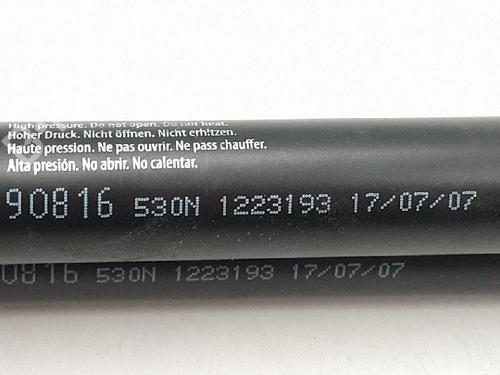 High pressure. Do not open. Do not heat.
Hoher Druck. Nicht öffnen. Nicht erhitzen.
Haute pression. Ne pas ouvrir. Ne pass chauffer.
Alta presión. No abrir. No calentar.
90816 530N 1223193 17/07/07
0816 530N 1223193 17/07/07